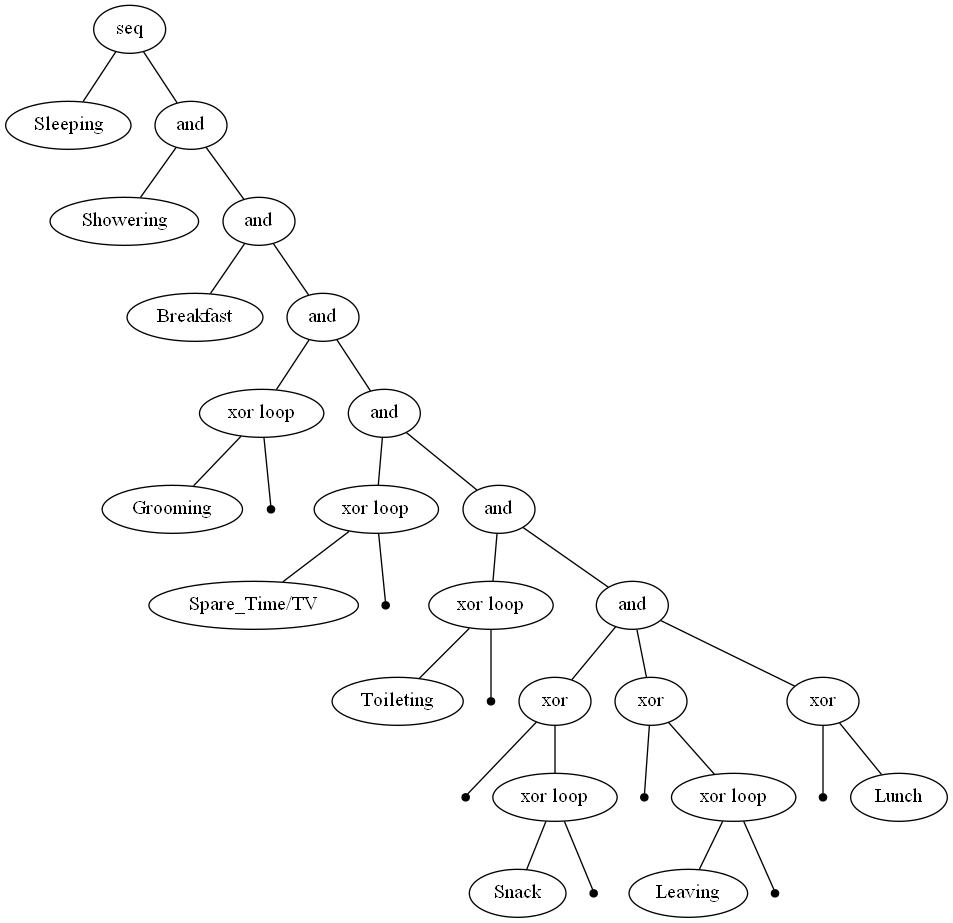 seq
Sleeping
and
Showering
and
Breakfast
and
xor loop
and
Grooming
xor loop
and
Spare_Time/TV
xor loop
and
Toileting
xor
xor
xor
xor loop
xor loop
Lunch
Snack
Leaving